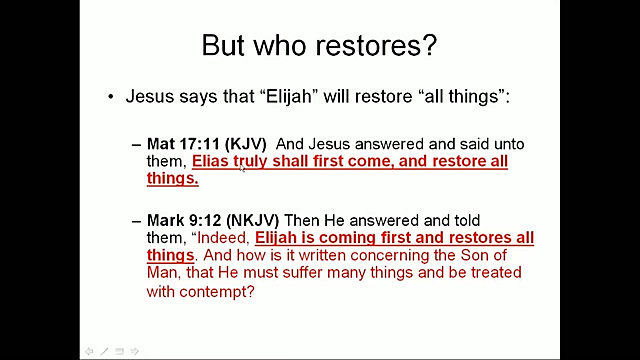 But who restores?
• Jesus says that “Elijah” will restore “all things”:
– Mat 17:11 (KJV)  And Jesus answered and said unto
them, Elias truly shall first come, and restore all
things.
– Mark 9:12 (NKJV) Then He answered and told
them, “Indeed, Elijah is coming first and restores all
things. And how is it written concerning the Son of
Man, that He must suffer many things and be treated
with contempt?